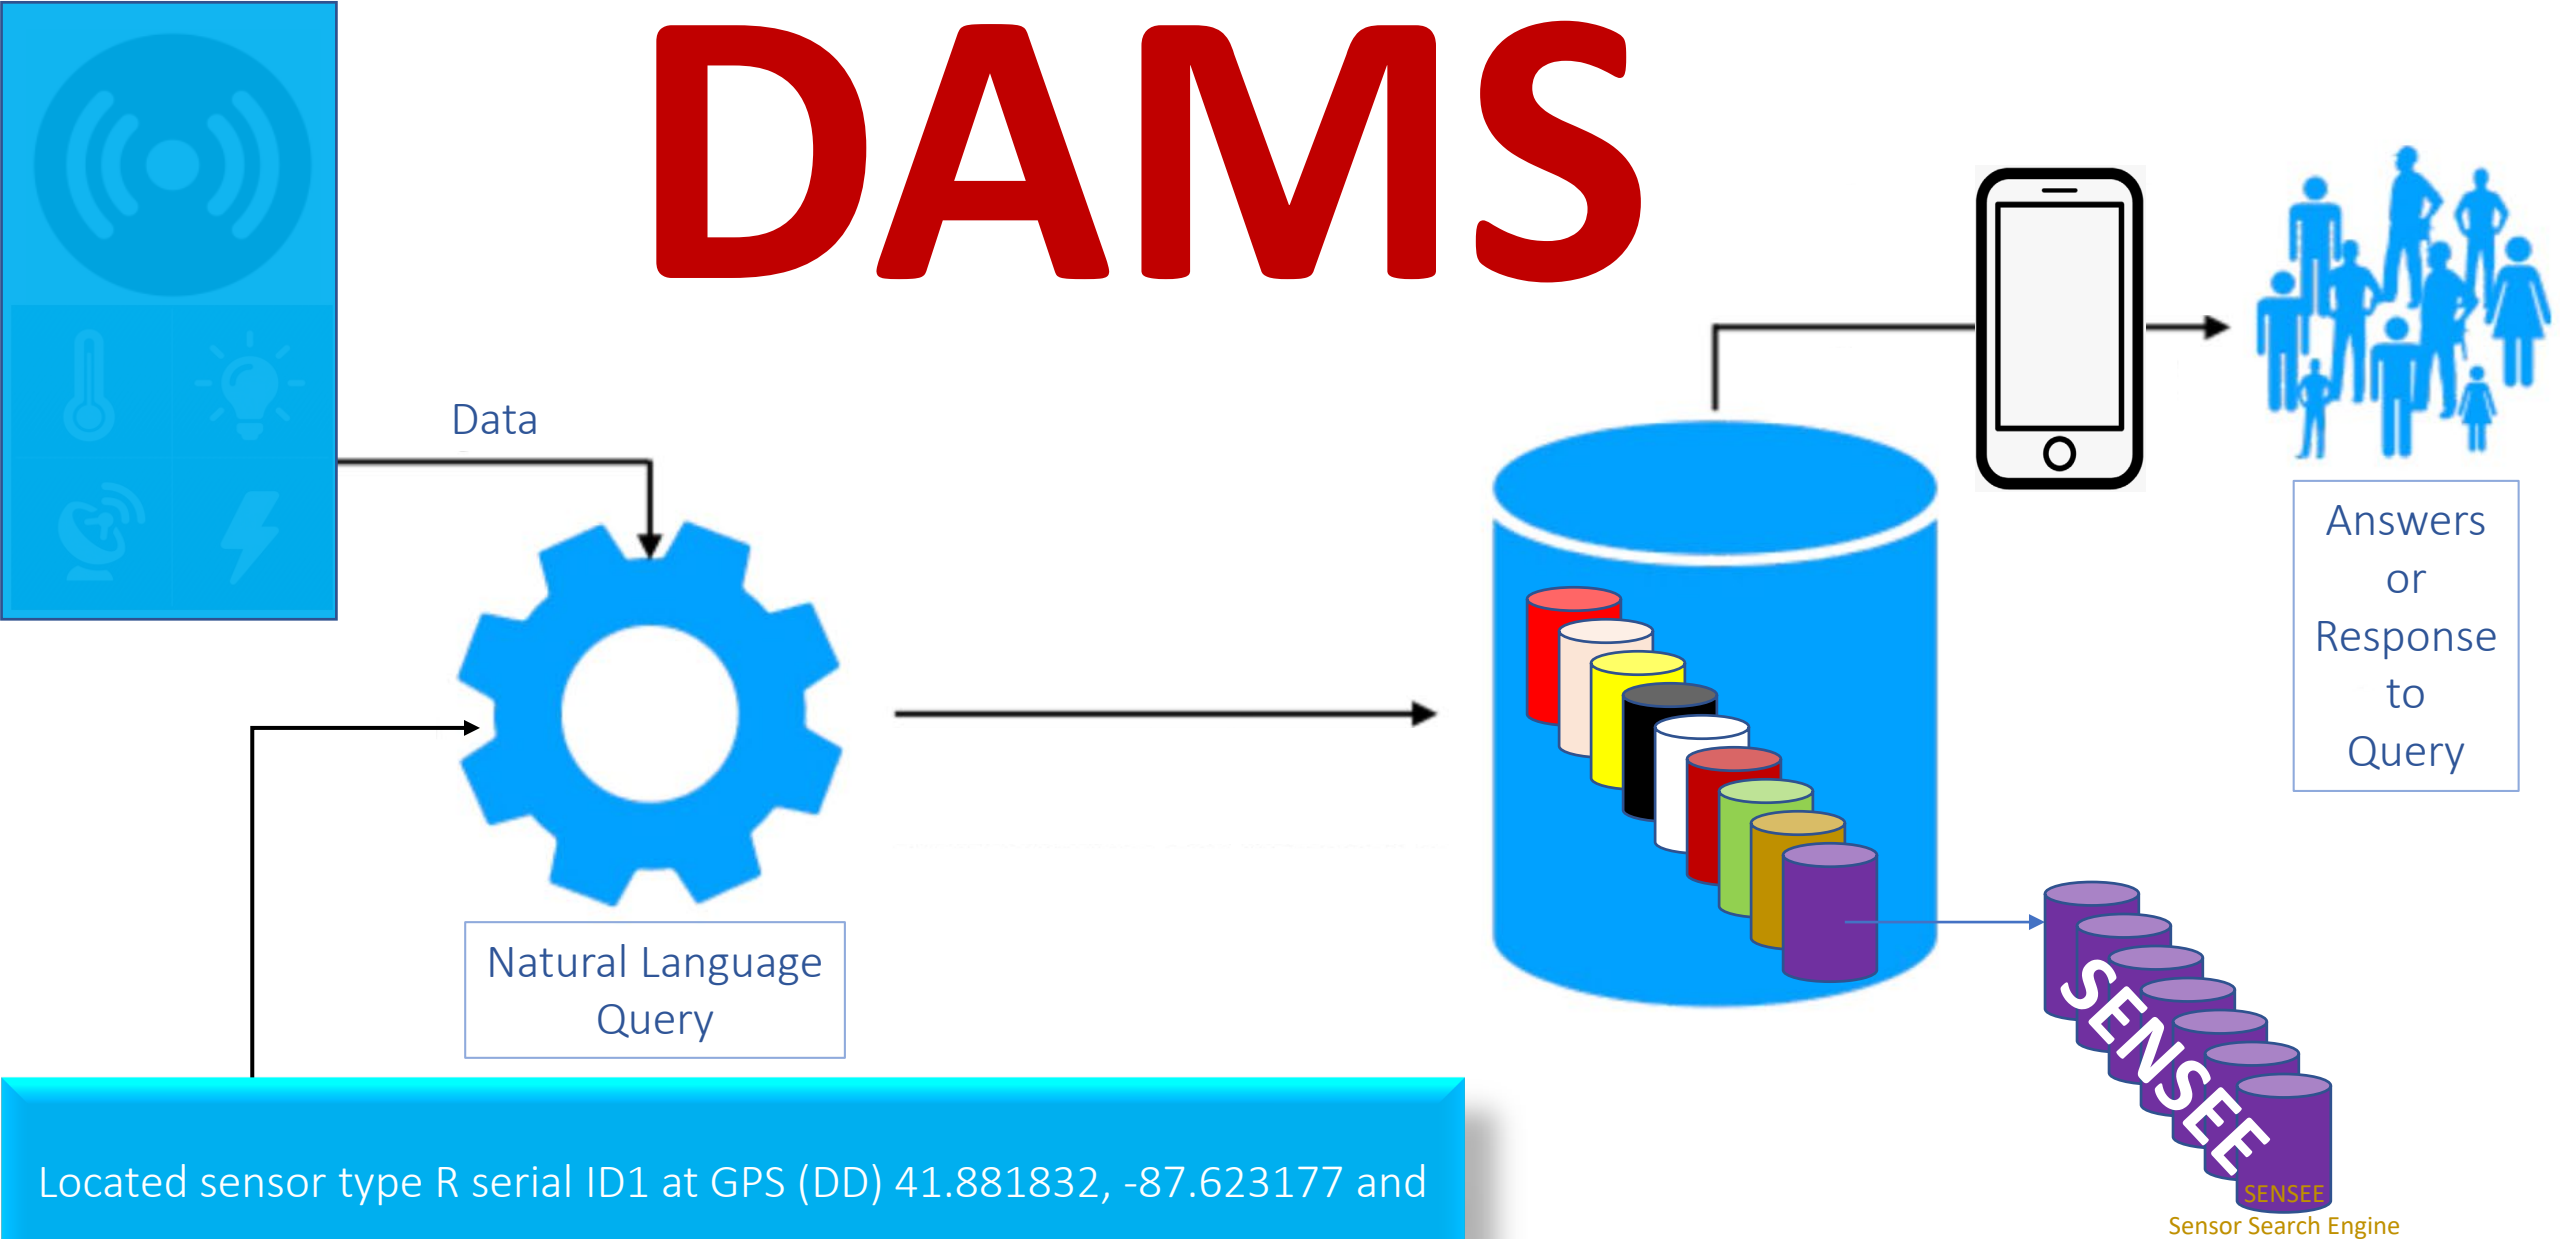 DAMS
Data
Natural Language
Query
Answers
or
Response
to
Query
SENSEE
SENSEE
Sensor Search Engine
Located sensor type R serial ID1 at GPS (DD) 41.881832, -87.623177 and